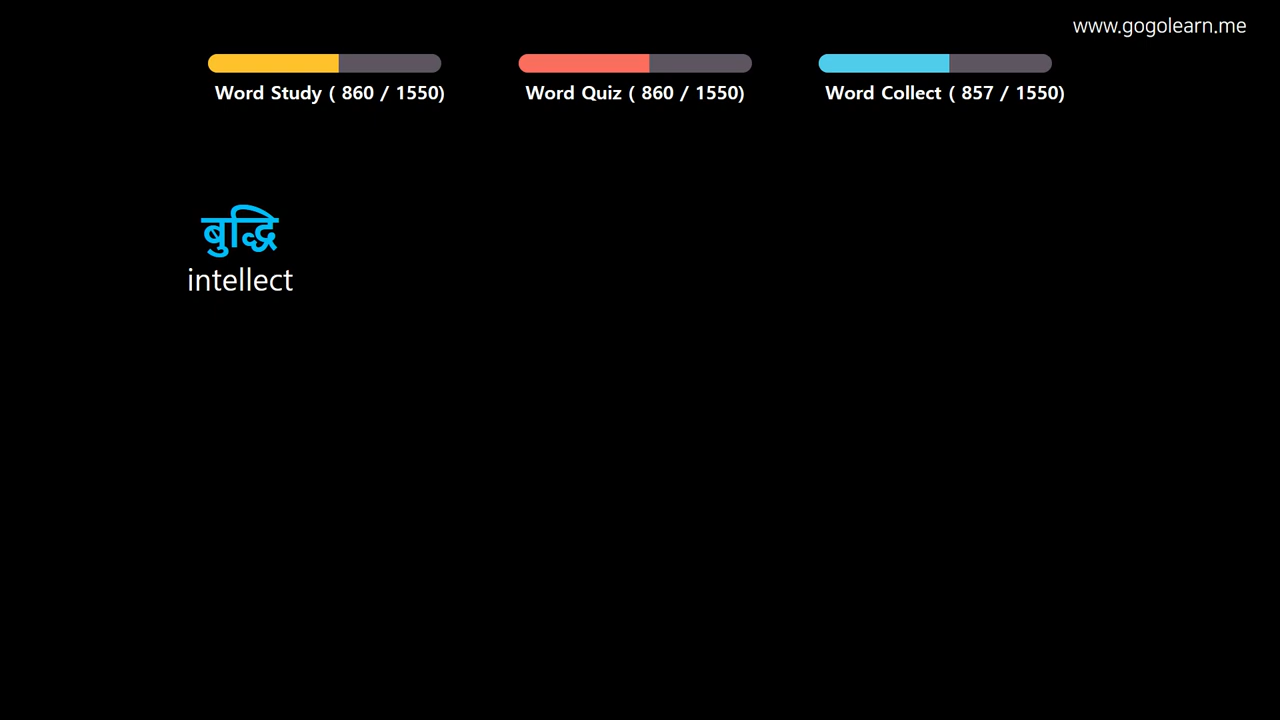 www.gogolearn.me
Word Study ( 860 / 1550)
Word Quiz ( 860 / 1550)
Word Collect ( 857 / 1550)
बुद्धि
intellect